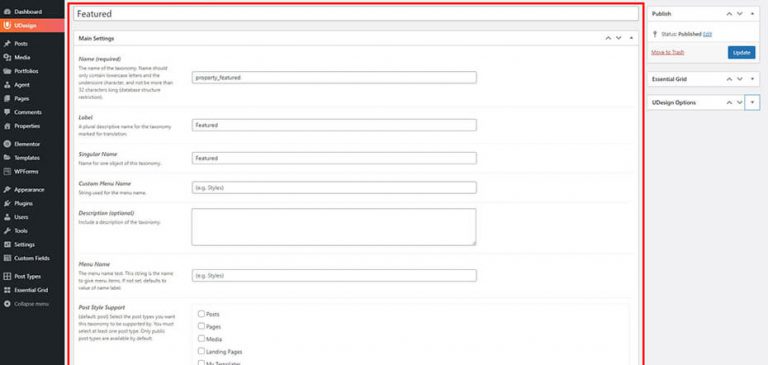 Dashboard
UDesign
Posts
Media
Portfolios
Agent
Pages
Comments
Properties
Elementor
Templates
WPForms
Appearance
Plugins
Users
Tools
Settings
Custom Fields
Post Types
Essential Grid
Collapse menu
Featured
Main Settings
Name (required)
The name of the taxonomy. Name should
only contain lowercase letters and the
underscore character, and not be more than
32 characters long (database structure
restriction).
property_featured
Label
A plural descriptive name for the taxonomy
marked for translation.
Featured
Singular Name
Name for one object of this taxonomy.
Featured
Custom Menu Name
String used for the menu name.
(e.g. Styles)
Description (optional)
Include a description of the taxonomy.
Menu Name
The menu name text. This string is the name
to give menu items. If not set, defaults to
value of name label.
(e.g. Styles)
Post Style Support
(default: post) Select the post types you want
this taxonomy to be supported by. You must
select at least one post type. Only public
post types are available by default.
Posts
Pages
Media
Landing Pages
My Templates
Publish
Status: Published Edit
Move to Trash
Update
Essential Grid
UDesign Options